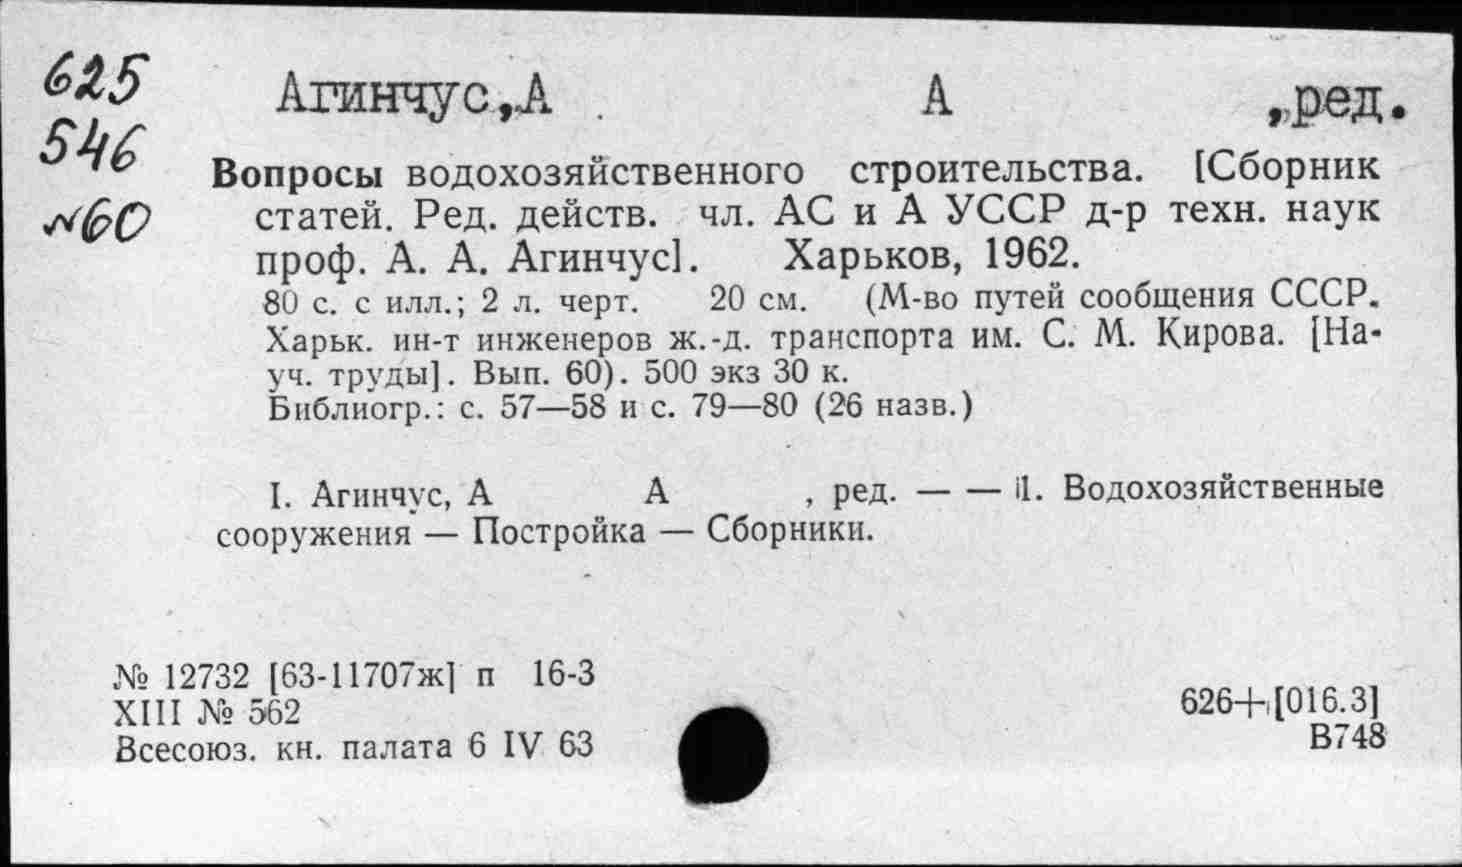 625
546
N60
Агинчус, А А , ред.
Вопросы водохозяйственного строительства. [Сборник
статей. Ред. действ. чл. АС и А УССР д-р техн. наук
проф. А. А. Агинчус]. Харьков, 1962.
80 с. с илл.; 2 л. черт. 20 см. (М-во путей сообщения СССР.
Харьк. ин-т инженеров ж.-д. транспорта им. С. М. Кирова. [На-
уч. труды]. Вып. 60). 500 экз 30 к.
Библиогр.: с. 57—58 и с. 79—80 (26 назв.)
I. Агинчус, А А , ред. — — 1. Водохозяйственные
сооружения — Постройка — Сборники.
№ 12732 [63-11707ж] п 16-3
XIII № 562
Всесоюз. кн. палата 6 IV 63
626+[016.3]
В748